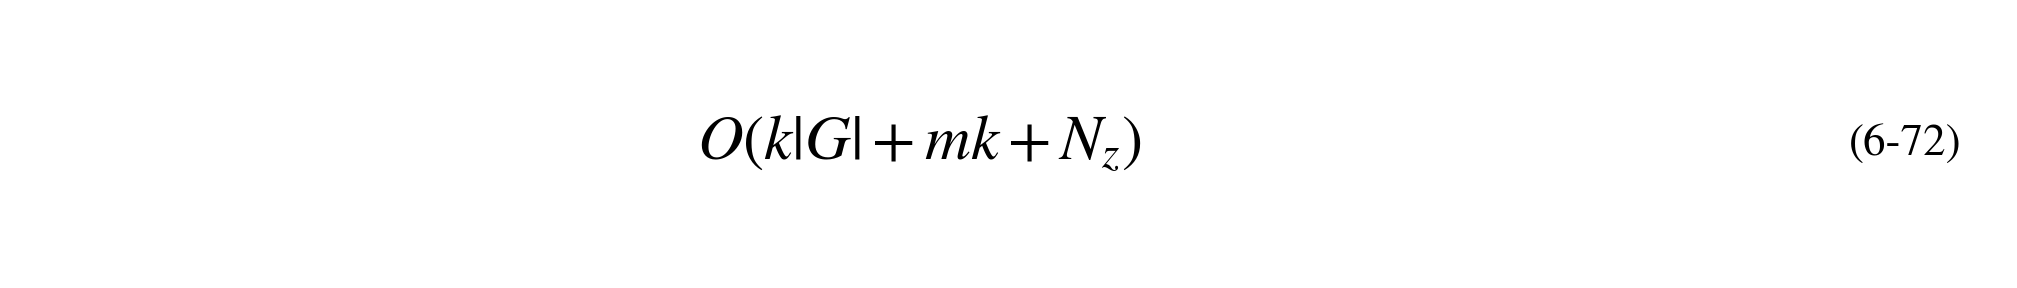 O(k|G| + mk + N_z) (6-72)